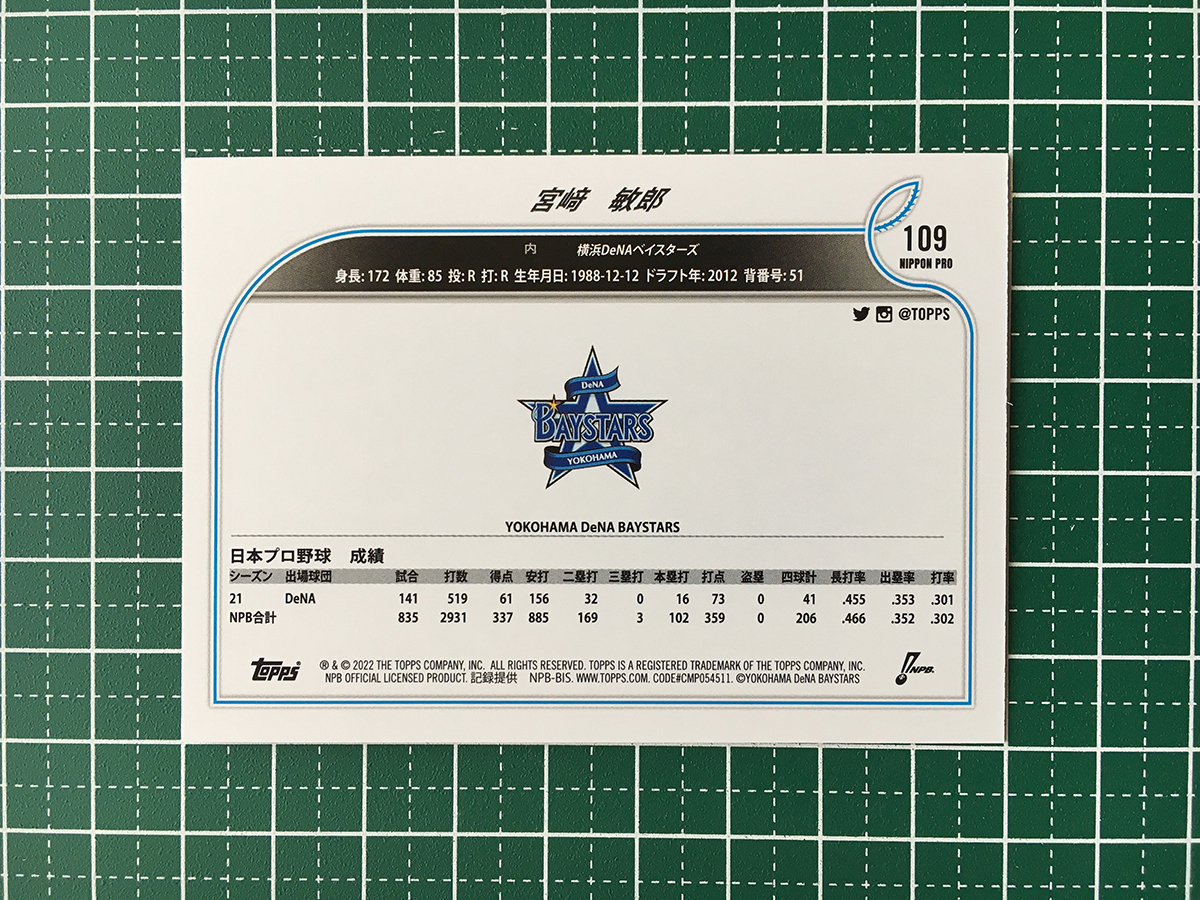 宮﨑 敏郎
109
NIPPON PRO
内 横浜DeNAベイスターズ
身長: 172 体重: 85 投: R 打: R 生年月日: 1988-12-12 ドラフト年: 2012 背番号: 51
@TOPPS
DeNA
BAYSTARS
YOKOHAMA
YOKOHAMA DeNA BAYSTARS
日本プロ野球 成績
シーズン 出場球団 試合 打数 得点 安打 二塁打 三塁打 本塁打 打点 盗塁 四球計 長打率 出塁率 打率
21 DeNA 141 519 61 156 32 0 16 73 0 41 .455 .353 .301
NPB合計 835 2931 337 885 169 3 102 359 0 206 .466 .352 .302
topps
® & © 2022 THE TOPPS COMPANY, INC. ALL RIGHTS RESERVED. TOPPS IS A REGISTERED TRADEMARK OF THE TOPPS COMPANY, INC.
NPB OFFICIAL LICENSED PRODUCT. 記録提供 NPB-BIS. WWW.TOPPS.COM. CODE#CMP054511. ©YOKOHAMA DeNA BAYSTARS
NPB.